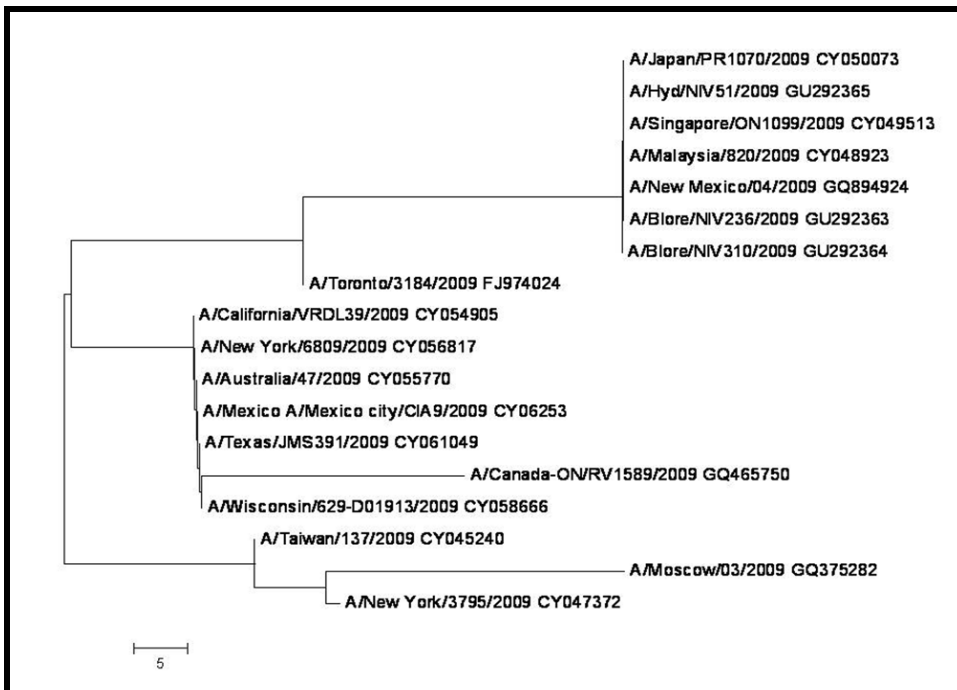 A/Japan/PR1070/2009 CY050073
A/Hyd/NIV51/2009 GU292365
A/Singapore/ON1099/2009 CY049513
A/Malaysia/820/2009 CY048923
A/New Mexico/04/2009 GQ894924
A/Blore/NIV236/2009 GU292363
A/Blore/NIV310/2009 GU292364
A/Toronto/3184/2009 FJ974024
A/California/VRDL39/2009 CY054905
A/New York/6809/2009 CY056817
A/Australia/47/2009 CY055770
A/Mexico A/Mexico city/CIA9/2009 CY06253
A/Texas/JMS391/2009 CY061049
A/Canada-ON/RV1589/2009 GQ465750
A/Wisconsin/629-D01913/2009 CY058666
A/Taiwan/137/2009 CY045240
A/Moscow/03/2009 GQ375282
A/New York/3795/2009 CY047372
5